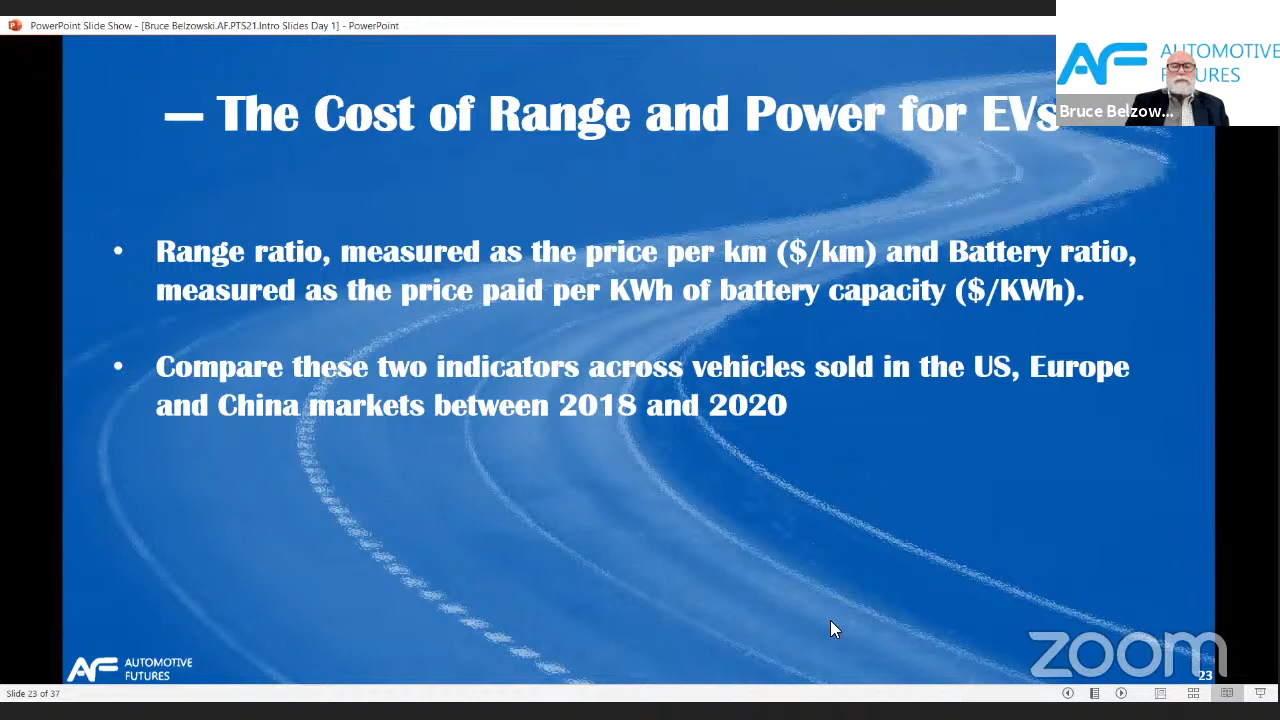 PowerPoint Slide Show - [Bruce Belzowski.AF.PTS21.Intro Slides Day 1] - PowerPoint
AF AUTOMOTIVE
FUTURES
Bruce Belzow...
— The Cost of Range and Power for EVs
• Range ratio, measured as the price per km ($/km) and Battery ratio,
measured as the price paid per KWh of battery capacity ($/KWh).
• Compare these two indicators across vehicles sold in the US, Europe
and China markets between 2018 and 2020
AF AUTOMOTIVE
FUTURES
zoom
23
Slide 23 of 37